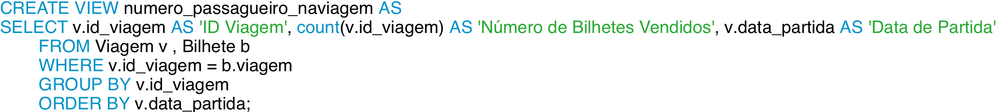 CREATE VIEW numero_passagueiro_naviagem AS
SELECT v.id_viagem AS 'ID Viagem', count(v.id_viagem) AS 'Número de Bilhetes Vendidos', v.data_partida AS 'Data de Partida'
FROM Viagem v , Bilhete b
WHERE v.id_viagem = b.viagem
GROUP BY v.id_viagem
ORDER BY v.data_partida;